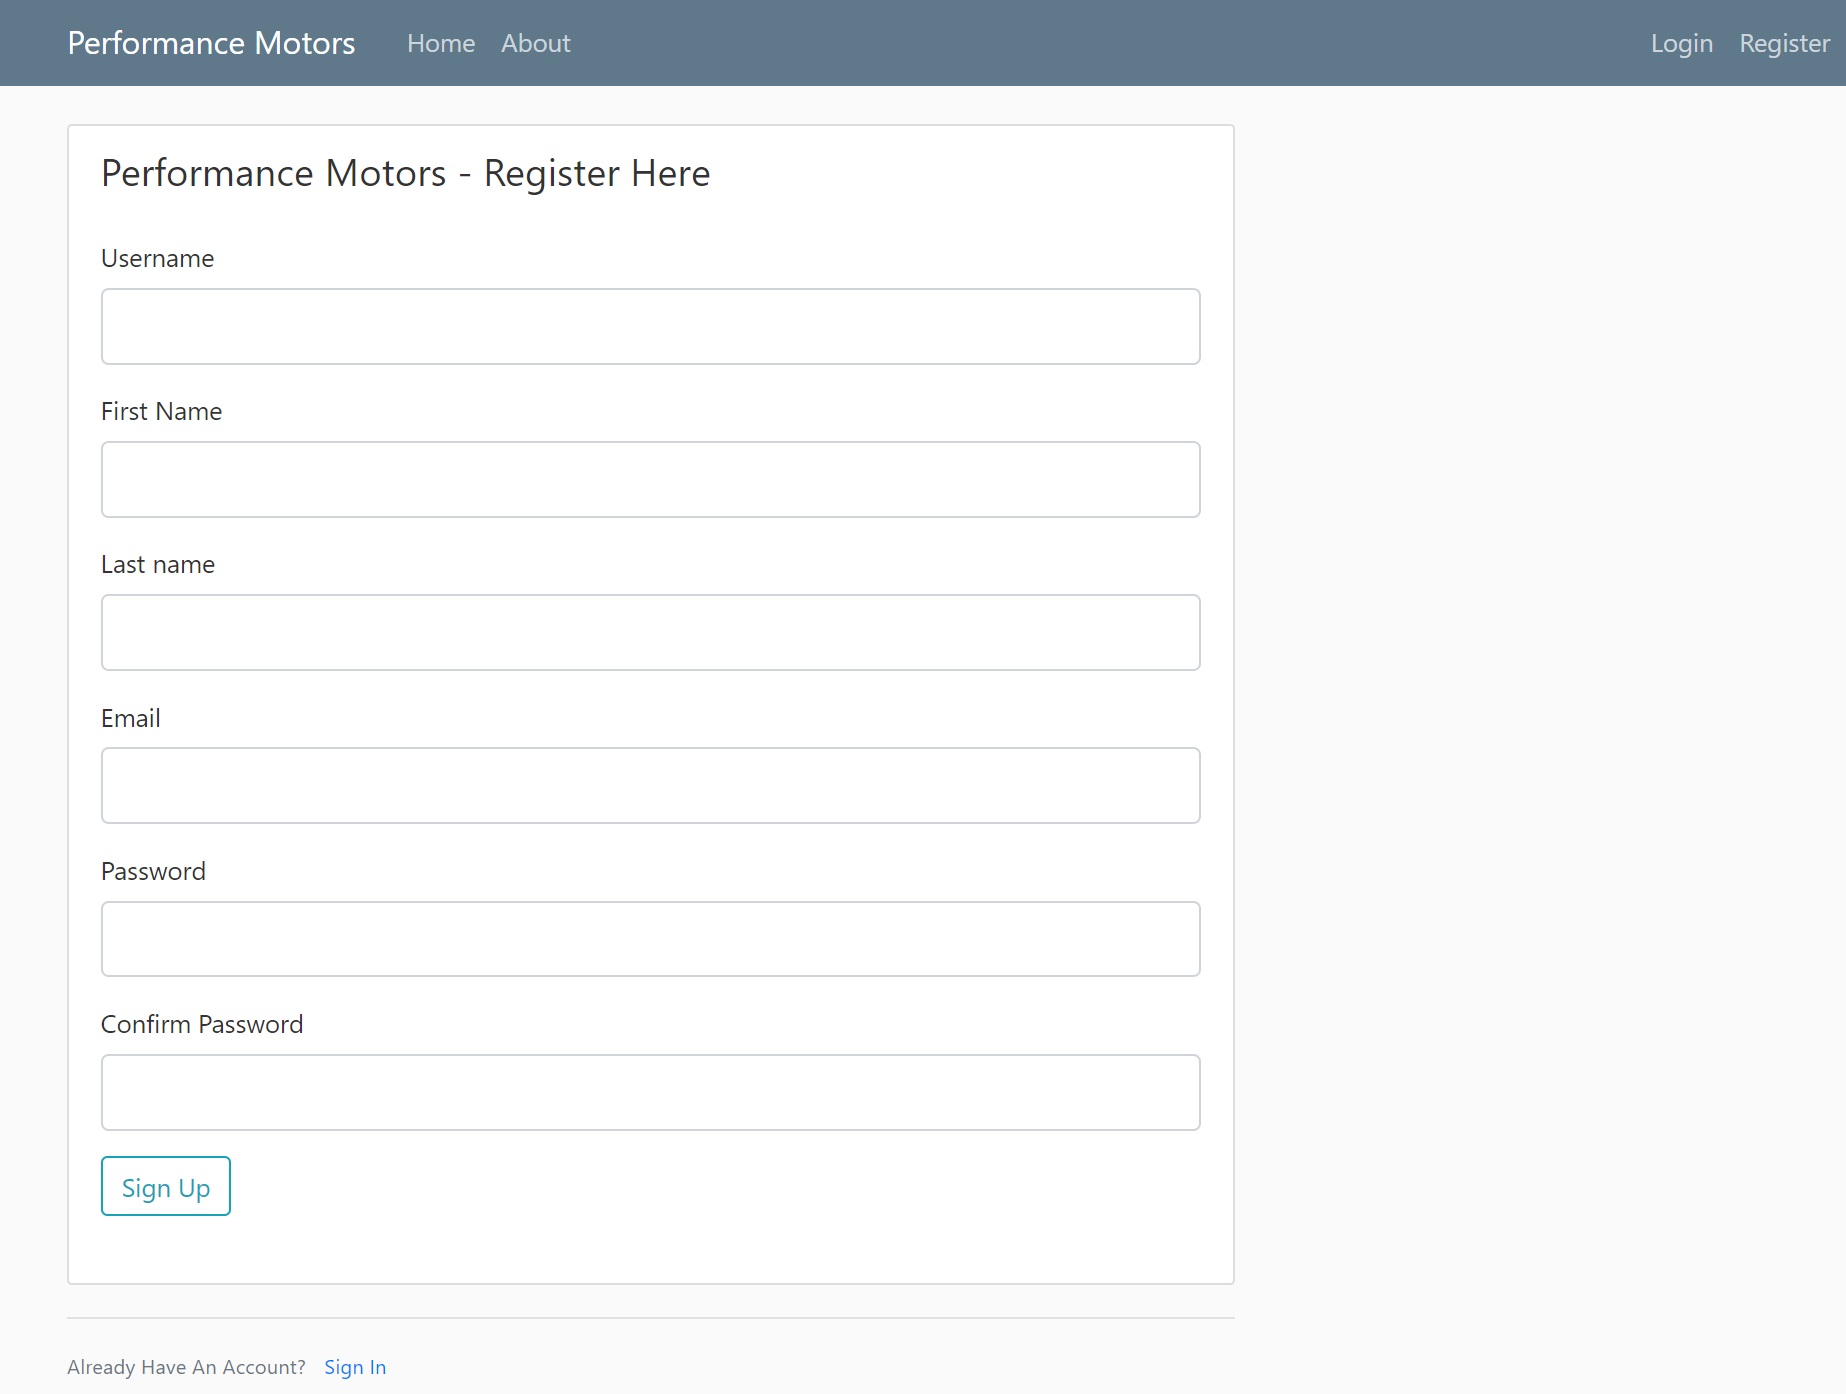 Performance Motors Home About Login Register
Performance Motors - Register Here
Username
First Name
Last name
Email
Password
Confirm Password
Sign Up
Already Have An Account? Sign In